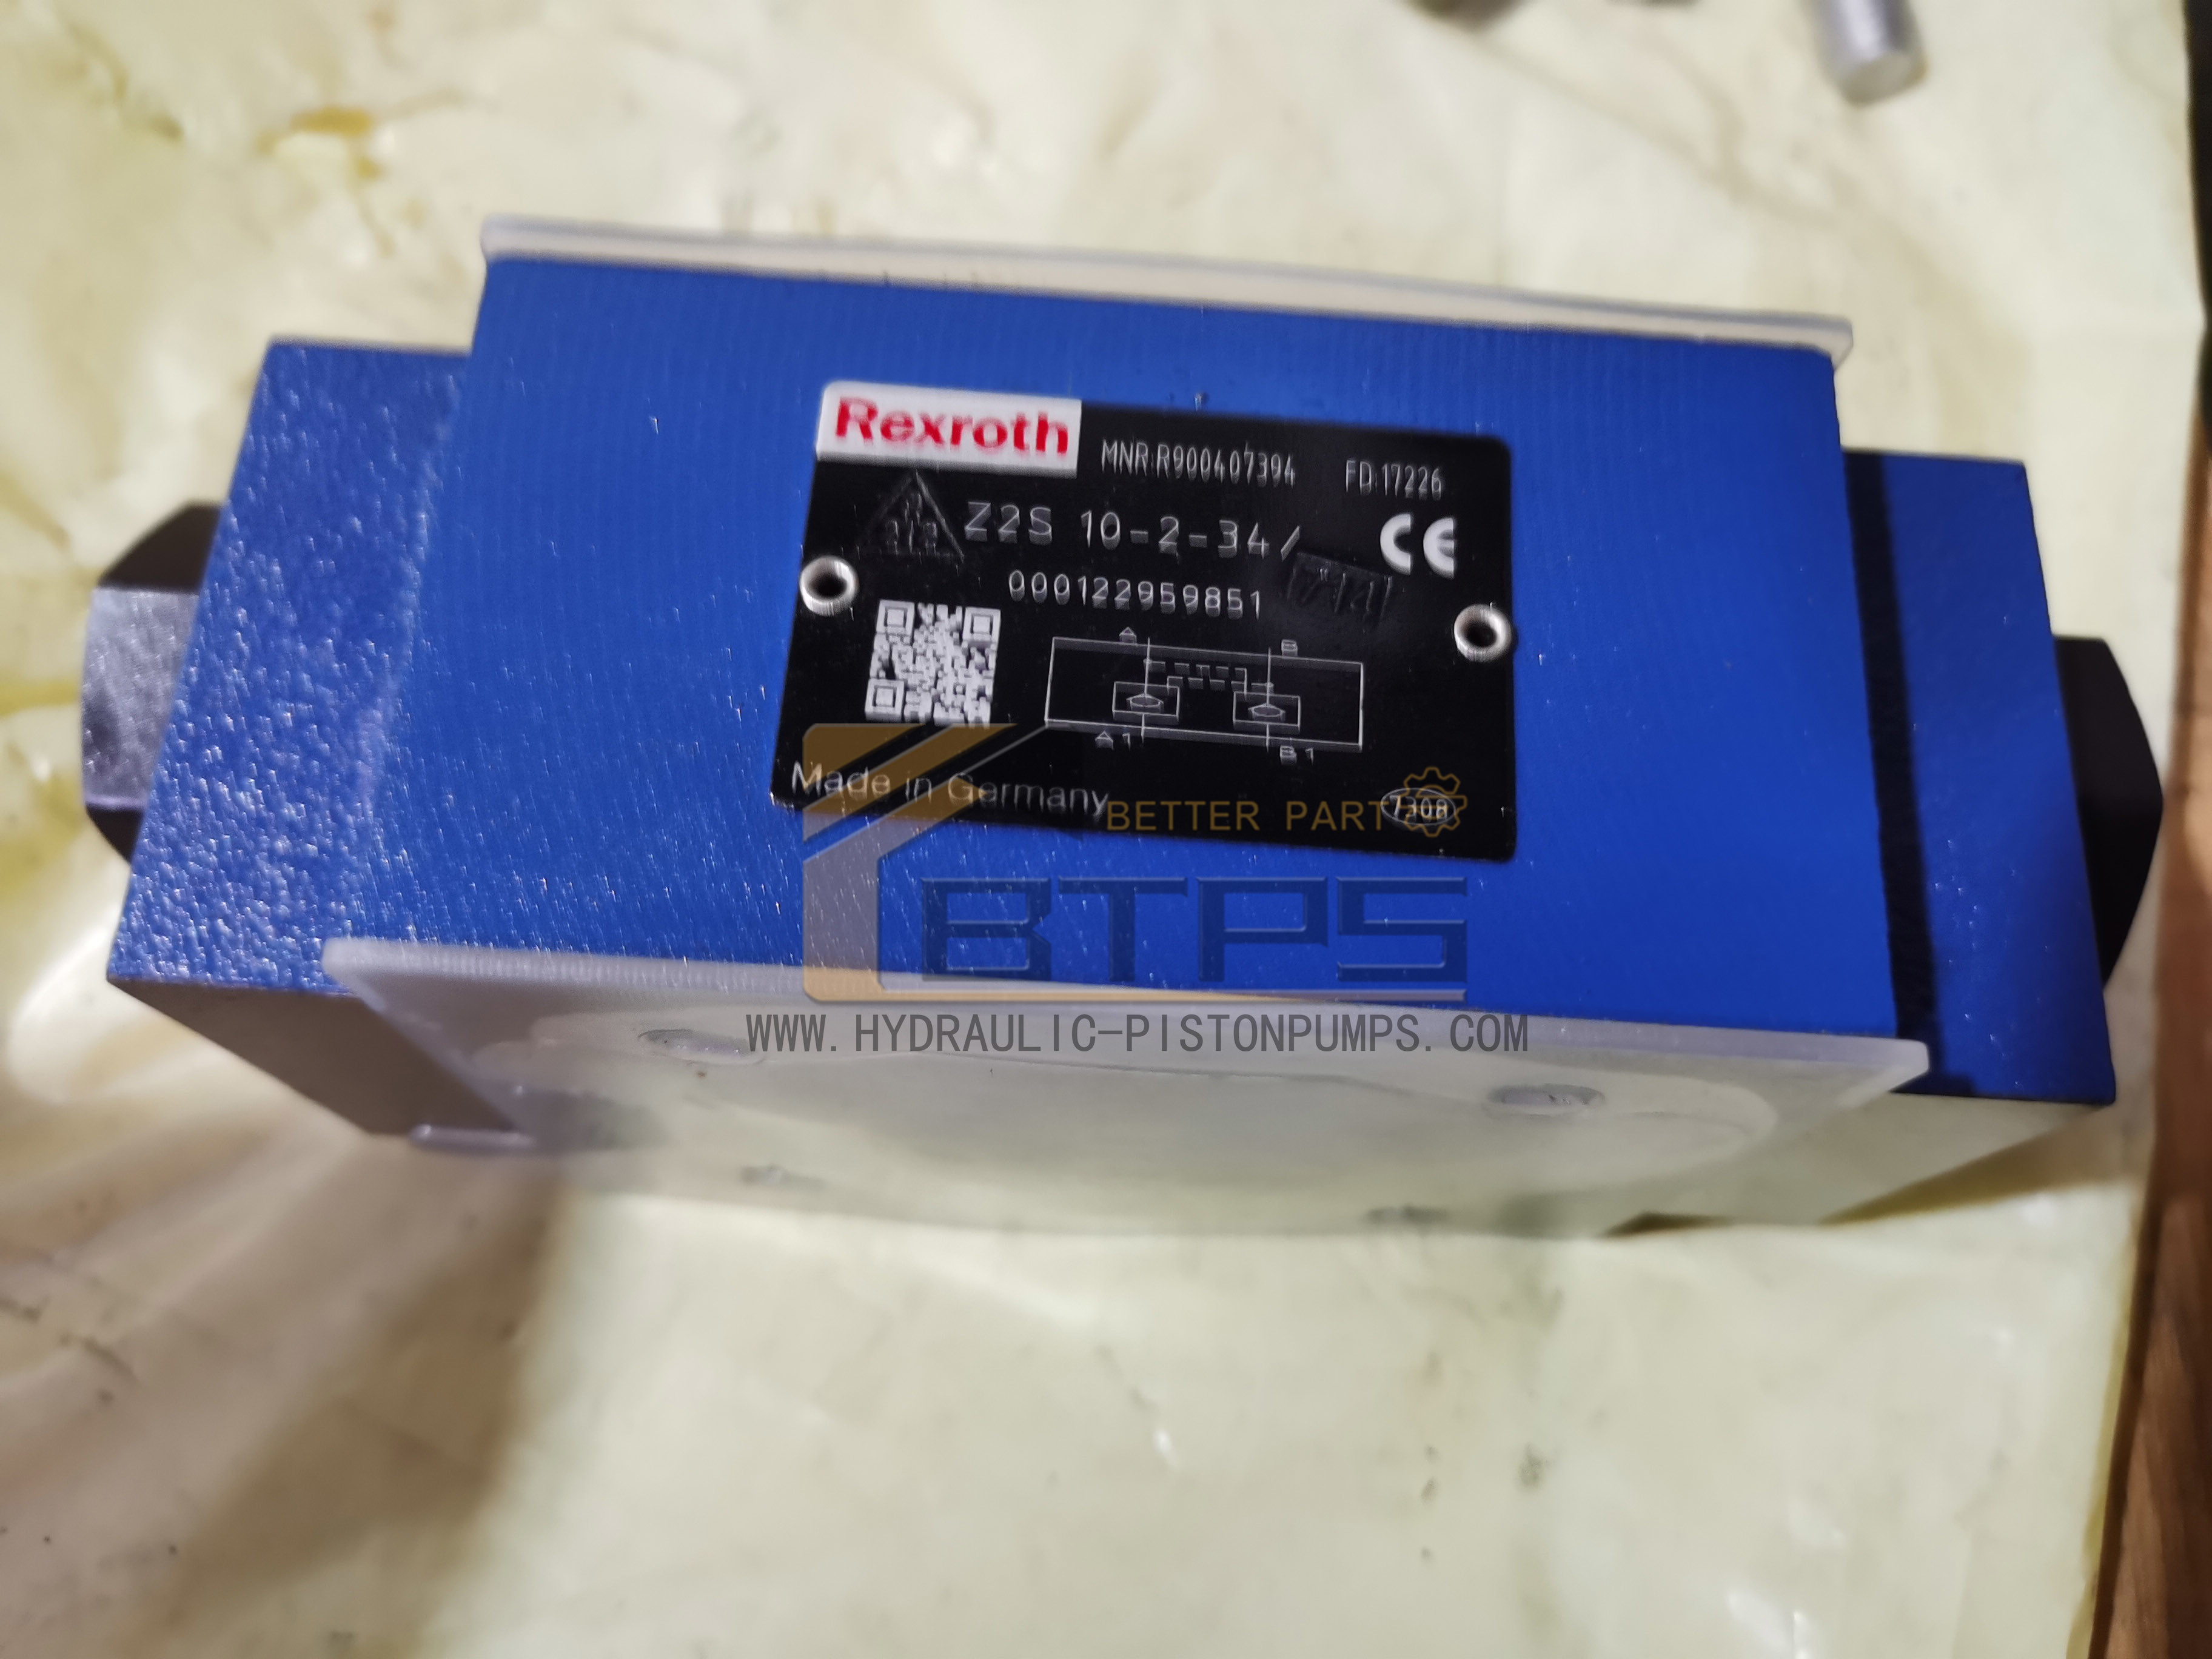 Rexroth
MNR:R900407394 FD:17226
Z2S 10-2-34/
CE
000122959851
A B
A1 B1
Made in Germany
7308
BETTER PART
BTPS
WWW.HYDRAULIC-PISTONPUMPS.COM